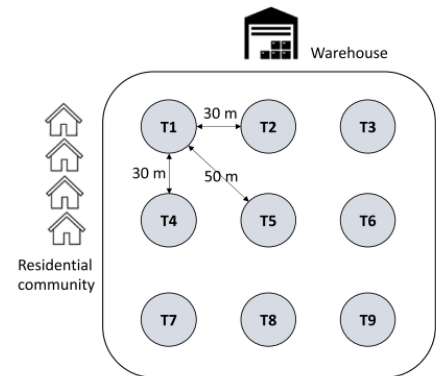 Warehouse
30 m
T1
T2
T3
30 m
50 m
T4
T5
T6
Residential
community
T7
T8
T9